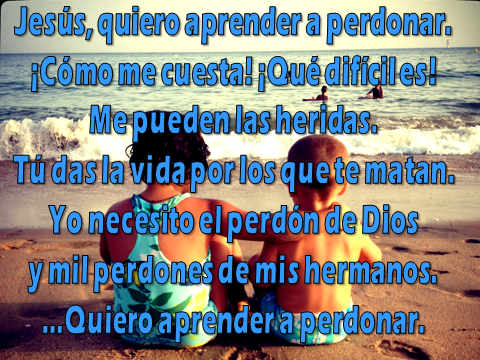 Jesús, quiero aprender a perdonar.
¡Cómo me cuesta! ¡Qué difícil es!
Me pueden las heridas.
Tú das la vida por los que te matan.
Yo necesito el perdón de Dios
y mil perdones de mis hermanos.
...Quiero aprender a perdonar.